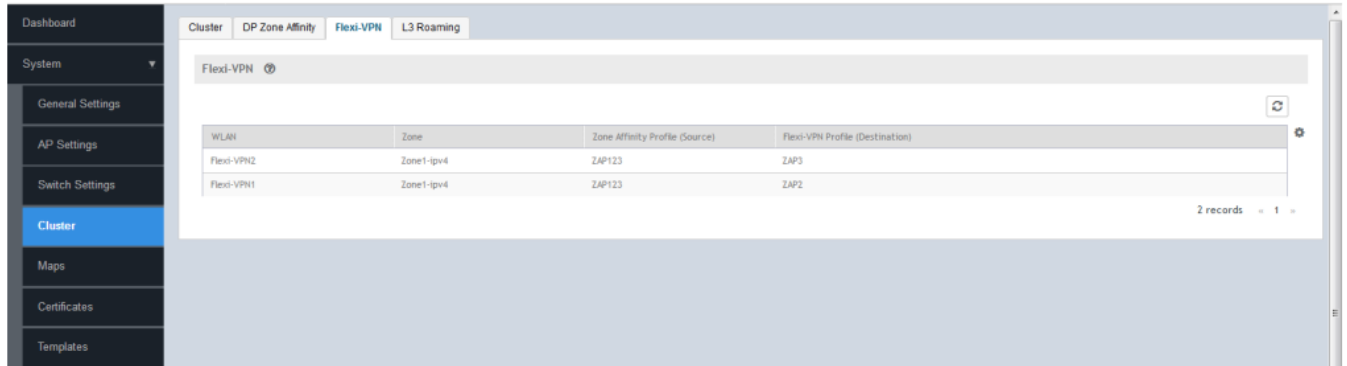 Dashboard
System
General Settings
AP Settings
Switch Settings
Cluster
Maps
Certificates
Templates
Cluster DP Zone Affinity Flexi-VPN L3 Roaming
Flexi-VPN
WLAN Zone Zone Affinity Profile (Source) Flexi-VPN Profile (Destination)
Flexi-VPN2 Zone1-ipv4 ZAP123 ZAP3
Flexi-VPN1 Zone1-ipv4 ZAP123 ZAP2
2 records « 1 »